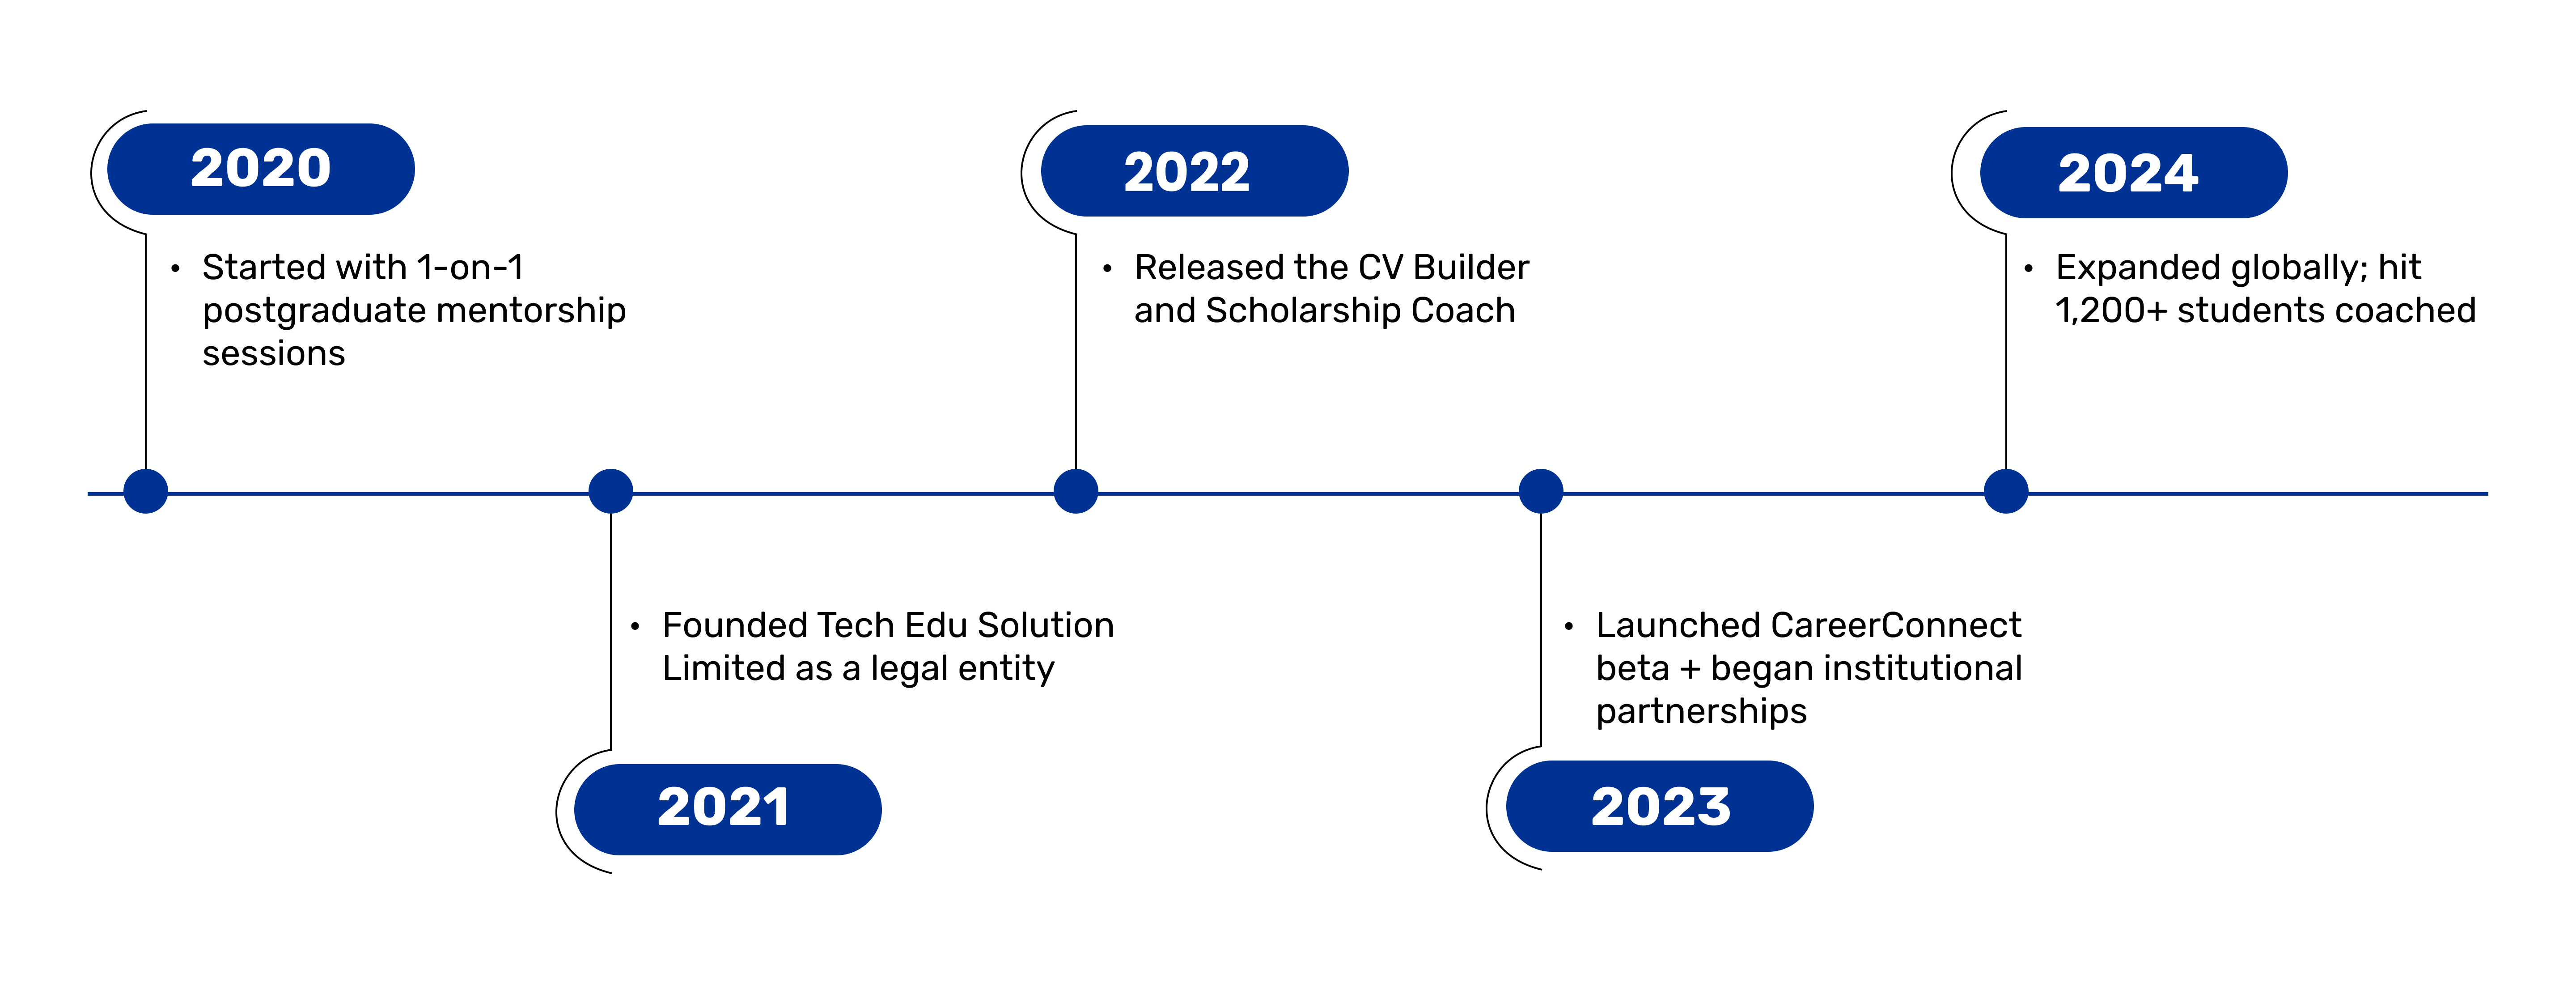 2020
• Started with 1-on-1
postgraduate mentorship
sessions
• Founded Tech Edu Solution
Limited as a legal entity
2021
2022
• Released the CV Builder
and Scholarship Coach
• Launched CareerConnect
beta + began institutional
partnerships
2023
2024
• Expanded globally; hit
1,200+ students coached